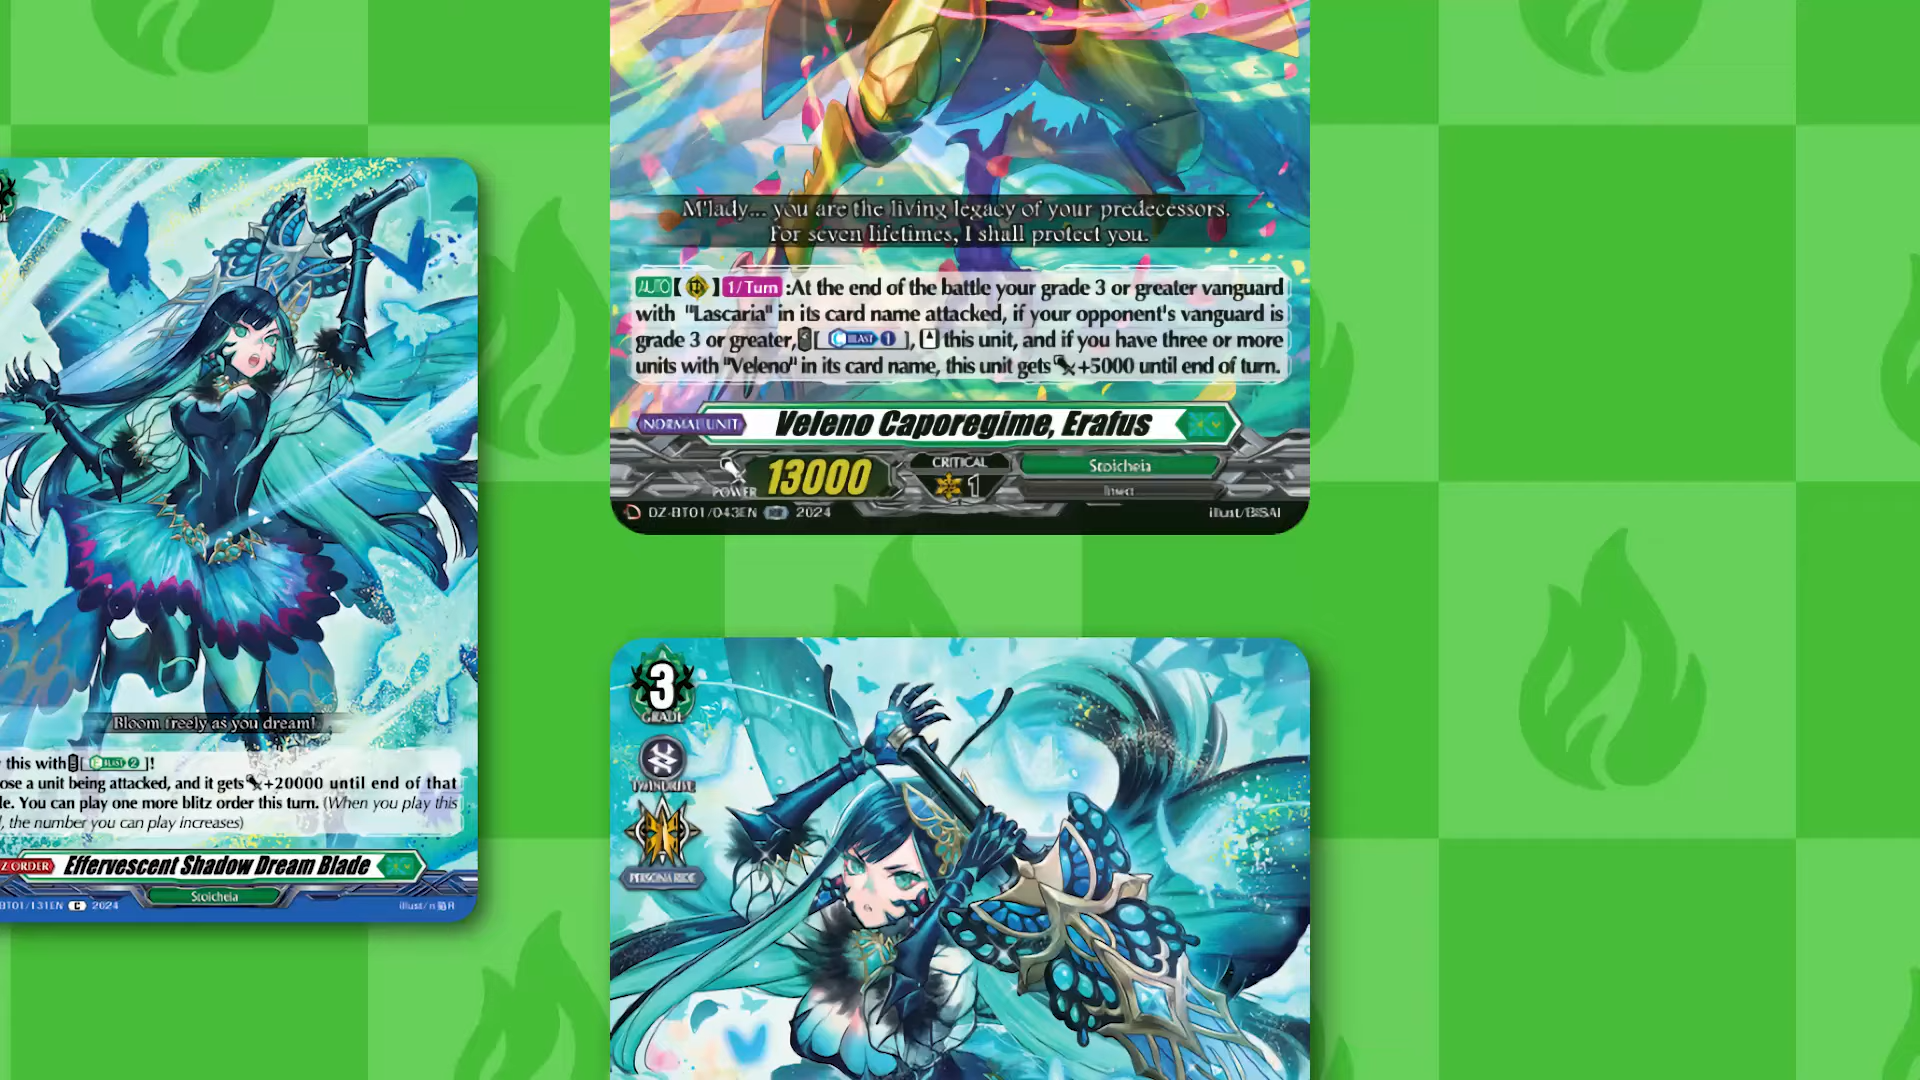 M'lady... you are the living legacy of your predecessors.
For seven lifetimes, I shall protect you.
AUTO【 】1/Turn :At the end of the battle your grade 3 or greater vanguard
with "Lascaria" in its card name attacked, if your opponent's vanguard is
grade 3 or greater, [ BLAST 1 ], this unit, and if you have three or more
units with "Veleno" in its card name, this unit gets +5000 until end of turn.
NORMAL UNIT Veleno Caporegime, Erafus
POWER 13000 CRITICAL 1 Stoicheia
Insect
DZ-BT01/043EN 2024 illust/BISAI
Bloom freely as you dream!
this with [ BLAST 2 ]!
ose a unit being attacked, and it gets +20000 until end of that
le. You can play one more blitz order this turn. (When you play this
, the number you can play increases)
Z ORDER Effervescent Shadow Dream Blade
Stoicheia
BT01/131EN C 2024
3
GRADE
TWIN DRIVE
PERSONA RIDE